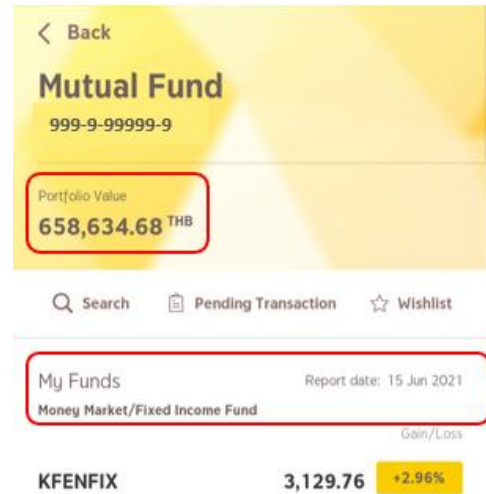 Back
Mutual Fund
999-9-99999-9
Portfolio Value
658,634.68 THB
Search Pending Transaction Wishlist
My Funds Report date: 15 Jun 2021
Money Market/Fixed Income Fund
Gain/Loss
KFENFIX 3,129.76 +2.96%